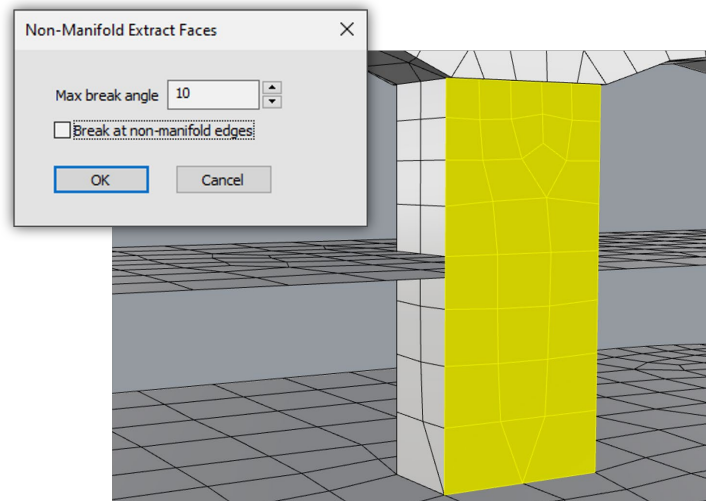 Non-Manifold Extract Faces
Max break angle 10
Break at non-manifold edges
OK Cancel